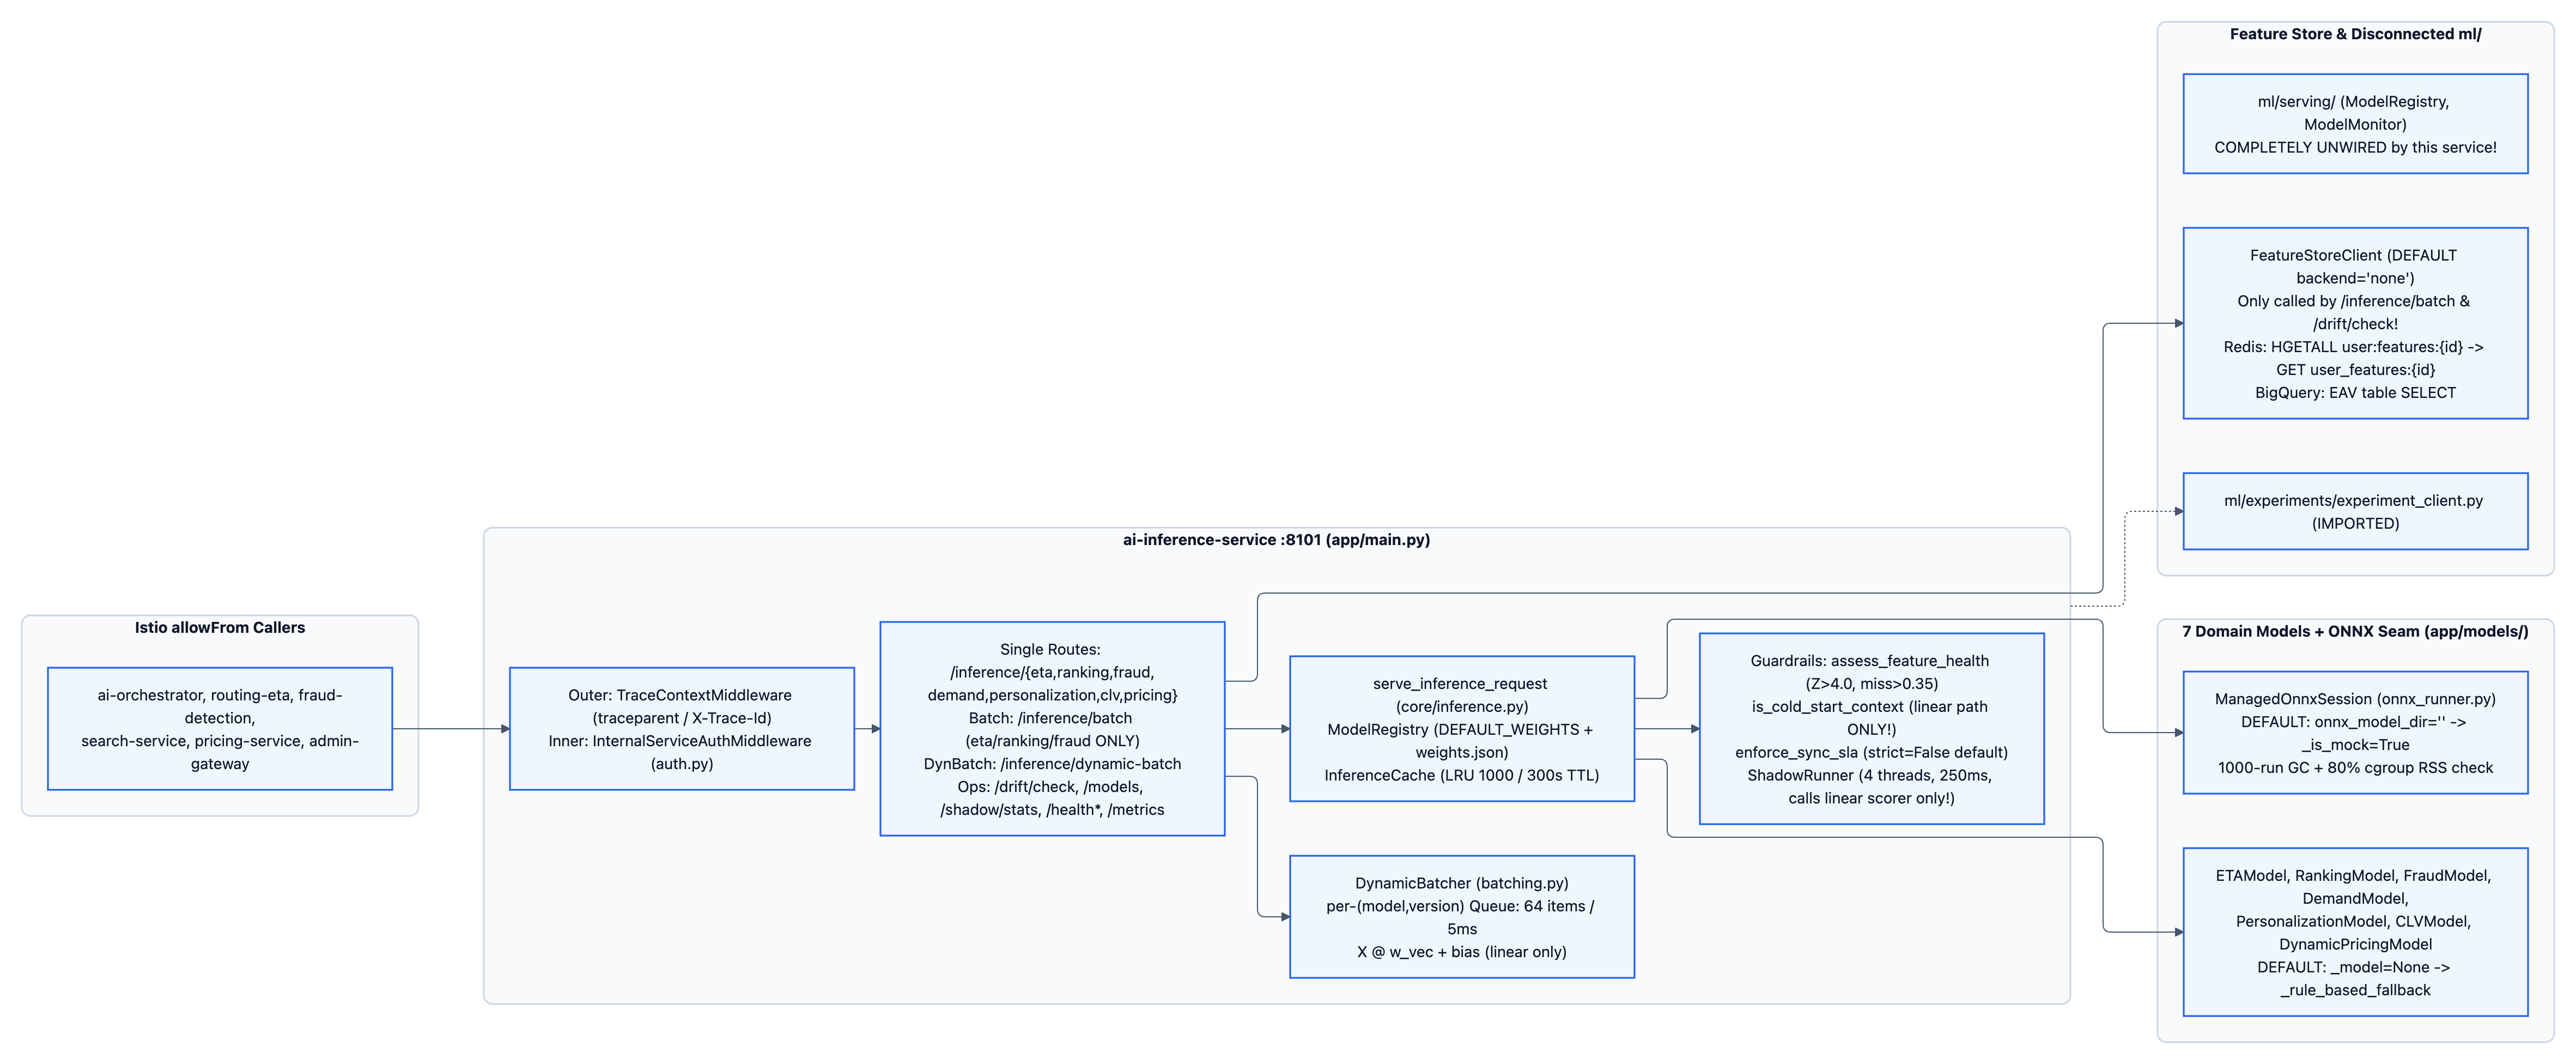 Istio allowFrom Callers
ai-orchestrator, routing-eta, fraud-
detection,
search-service, pricing-service, admin-
gateway
ai-inference-service :8101 (app/main.py)
Outer: TraceContextMiddleware
(traceparent / X-Trace-Id)
Inner: InternalServiceAuthMiddleware
(auth.py)
Single Routes:
/inference/{eta,ranking,fraud,
demand,personalization,clv,pricing}
Batch: /inference/batch
(eta/ranking/fraud ONLY)
DynBatch: /inference/dynamic-batch
Ops: /drift/check, /models,
/shadow/stats, /health*, /metrics
serve_inference_request
(core/inference.py)
ModelRegistry (DEFAULT_WEIGHTS +
weights.json)
InferenceCache (LRU 1000 / 300s TTL)
DynamicBatcher (batching.py)
per-(model,version) Queue: 64 items /
5ms
X @ w_vec + bias (linear only)
Guardrails: assess_feature_health
(Z>4.0, miss>0.35)
is_cold_start_context (linear path
ONLY!)
enforce_sync_sla (strict=False default)
ShadowRunner (4 threads, 250ms,
calls linear scorer only!)
Feature Store & Disconnected ml/
ml/serving/ (ModelRegistry,
ModelMonitor)
COMPLETELY UNWIRED by this service!
FeatureStoreClient (DEFAULT
backend='none')
Only called by /inference/batch &
/drift/check!
Redis: HGETALL user:features:{id} ->
GET user_features:{id}
BigQuery: EAV table SELECT
ml/experiments/experiment_client.py
(IMPORTED)
7 Domain Models + ONNX Seam (app/models/)
ManagedOnnxSession (onnx_runner.py)
DEFAULT: onnx_model_dir='' ->
_is_mock=True
1000-run GC + 80% cgroup RSS check
ETAModel, RankingModel, FraudModel,
DemandModel,
PersonalizationModel, CLVModel,
DynamicPricingModel
DEFAULT: _model=None ->
_rule_based_fallback